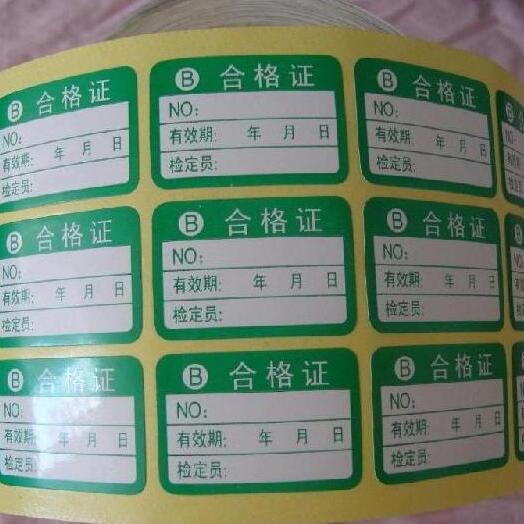 B 合格证
NO:
有效期: 年 月 日
检定员:
B 合格证
NO:
有效期: 年 月 日
检定员:
B 合格证
NO:
有效期: 年 月 日
检定员:
B 合格证
NO:
有效期: 年 月 日
检定员:
B 合格证
NO:
有效期: 年 月 日
检定员:
B 合格证
NO:
有效期: 年 月 日
检定员:
B 合格证
NO:
有效期: 年 月 日
检定员:
B 合格证
NO:
有效期: 年 月 日
检定员:
B 合格证
NO:
有效期: 年 月 日
检定员: